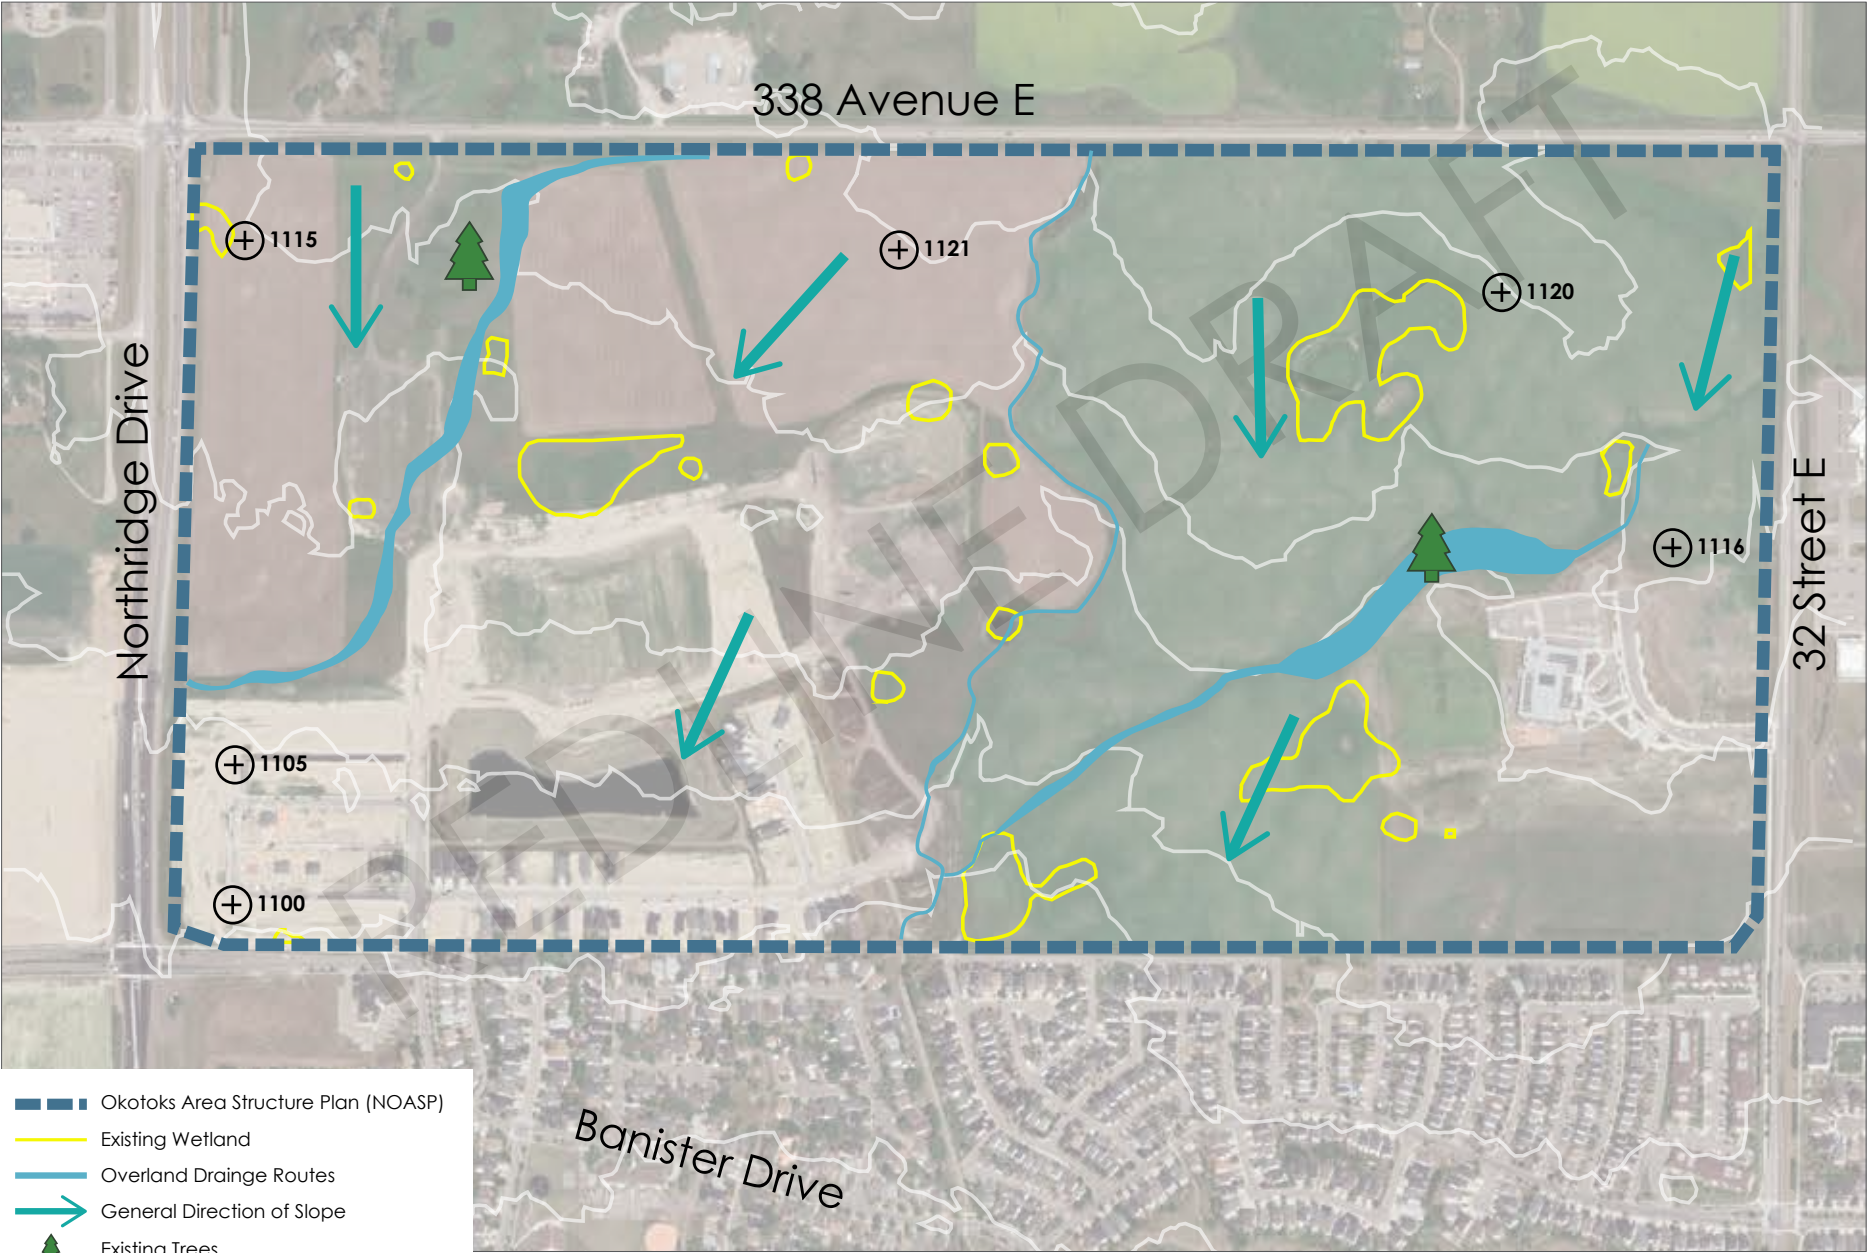 338 Avenue E
1115
1121
1120
Northridge Drive
32 Street E
1116
1105
1100
REDLINE DRAFT
Okotoks Area Structure Plan (NOASP)
Existing Wetland
Overland Drainge Routes
General Direction of Slope
Existing Trees
Banister Drive